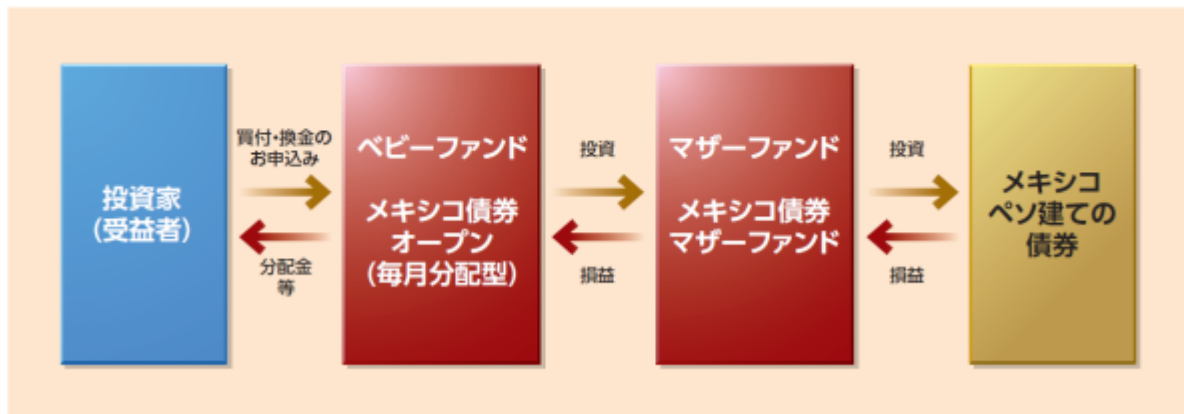 投資家
(受益者)
買付・換金の
お申込み
分配金
等
ベビーファンド
メキシコ債券
オープン
(毎月分配型)
投資
損益
マザーファンド
メキシコ債券
マザーファンド
投資
損益
メキシコ
ペソ建ての
債券